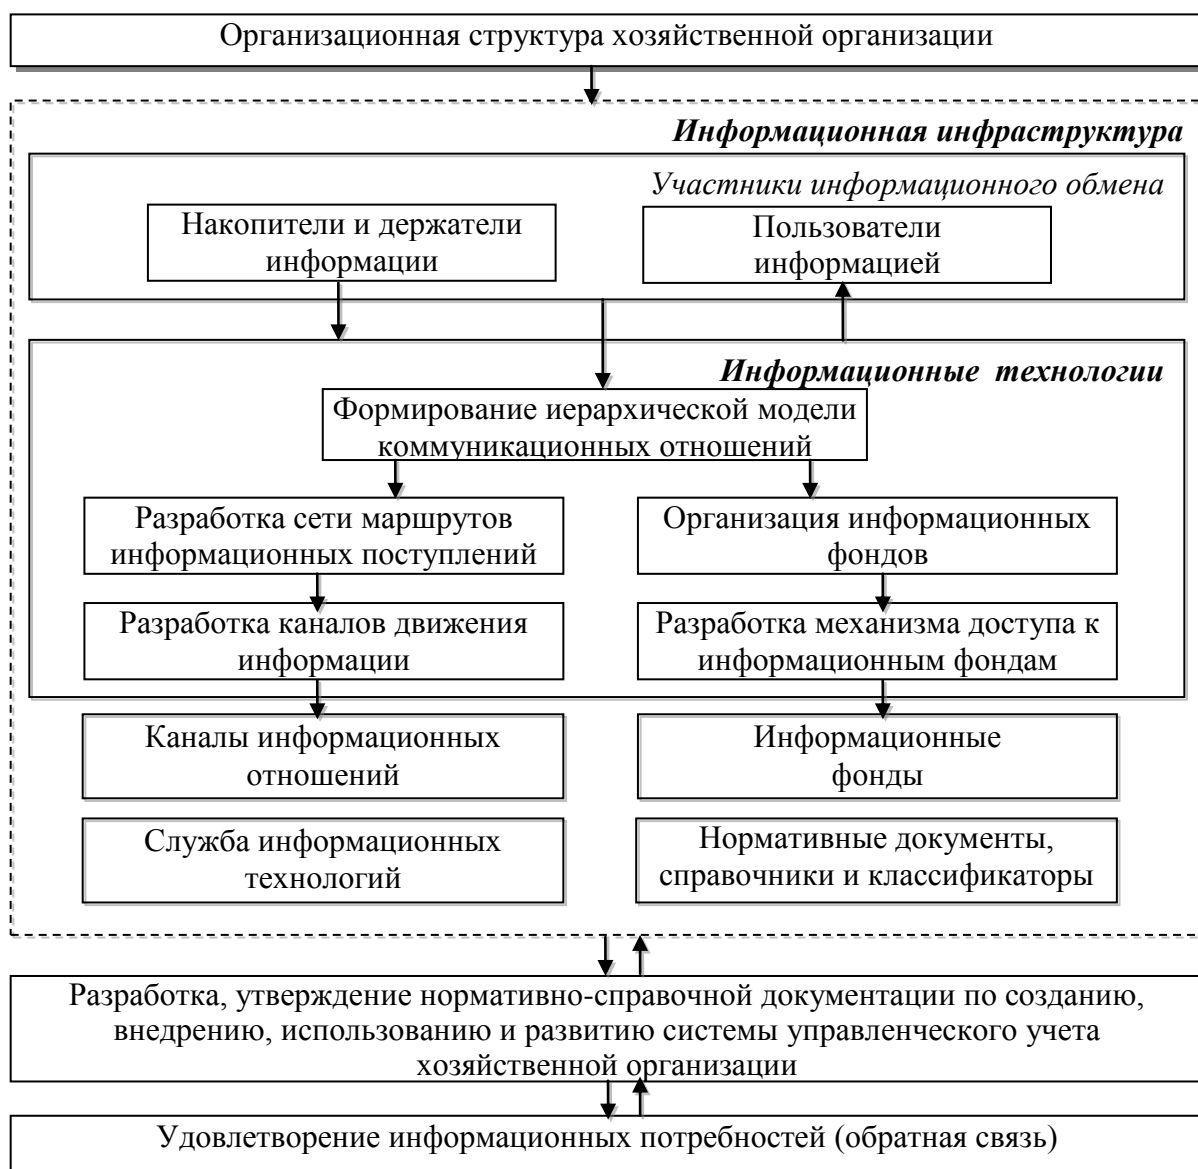 Организационная структура хозяйственной организации
Информационная инфраструктура
Участники информационного обмена
Накопители и держатели
информации
Пользователи
информацией
Информационные технологии
Формирование иерархической модели
коммуникационных отношений
Разработка сети маршрутов
информационных поступлений
Организация информационных
фондов
Разработка каналов движения
информации
Разработка механизма доступа к
информационным фондам
Каналы информационных
отношений
Информационные
фонды
Служба информационных
технологий
Нормативные документы,
справочники и классификаторы
Разработка, утверждение нормативно-справочной документации по созданию,
внедрению, использованию и развитию системы управленческого учета
хозяйственной организации
Удовлетворение информационных потребностей (обратная связь)